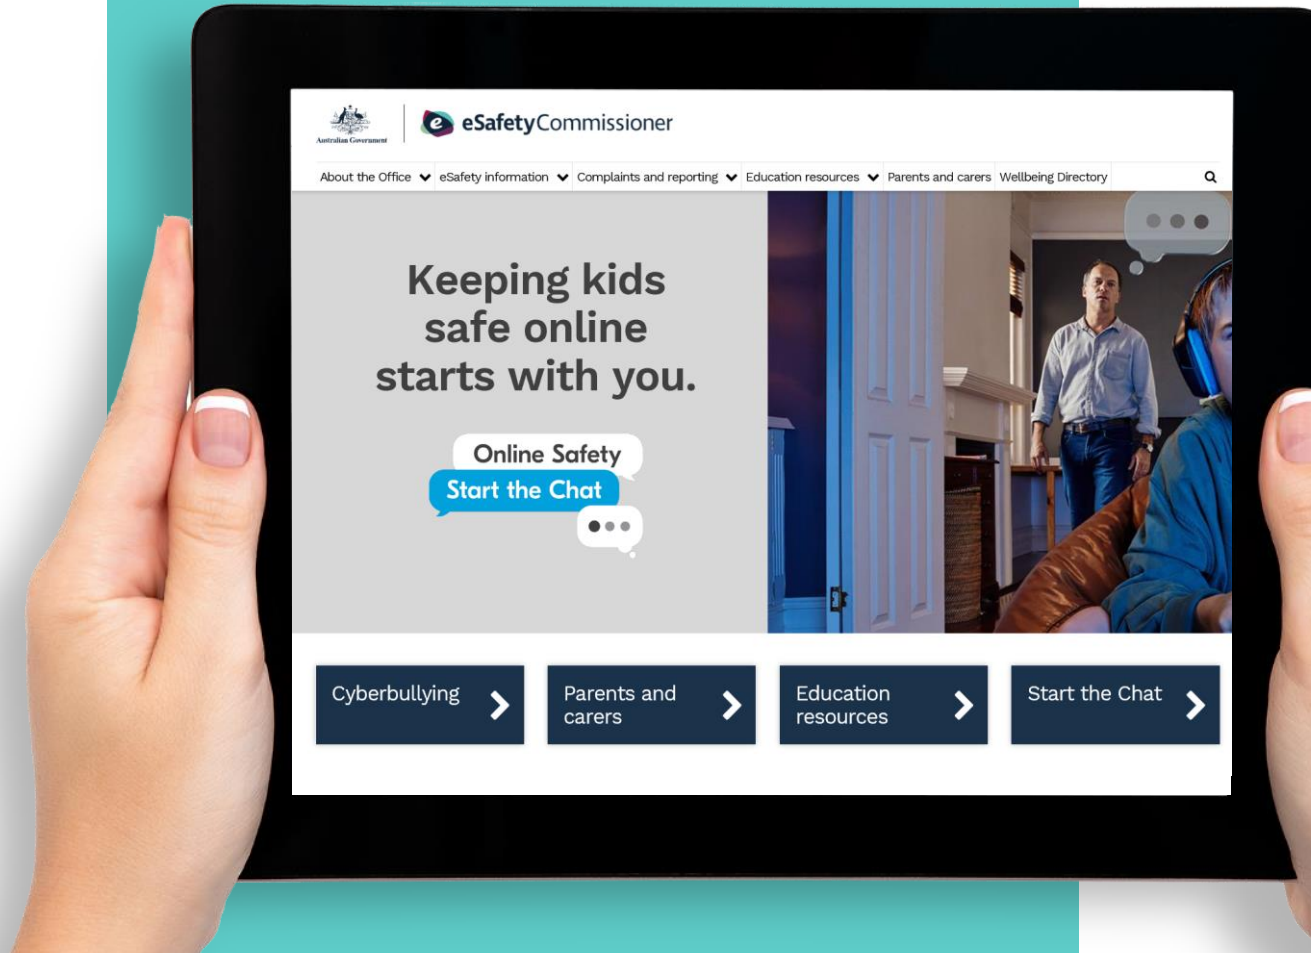 Australian Government
e eSafetyCommissioner
About the Office eSafety information Complaints and reporting Education resources Parents and carers Wellbeing Directory
Keeping kids
safe online
starts with you.
Online Safety
Start the Chat
Cyberbullying
Parents and
carers
Education
resources
Start the Chat